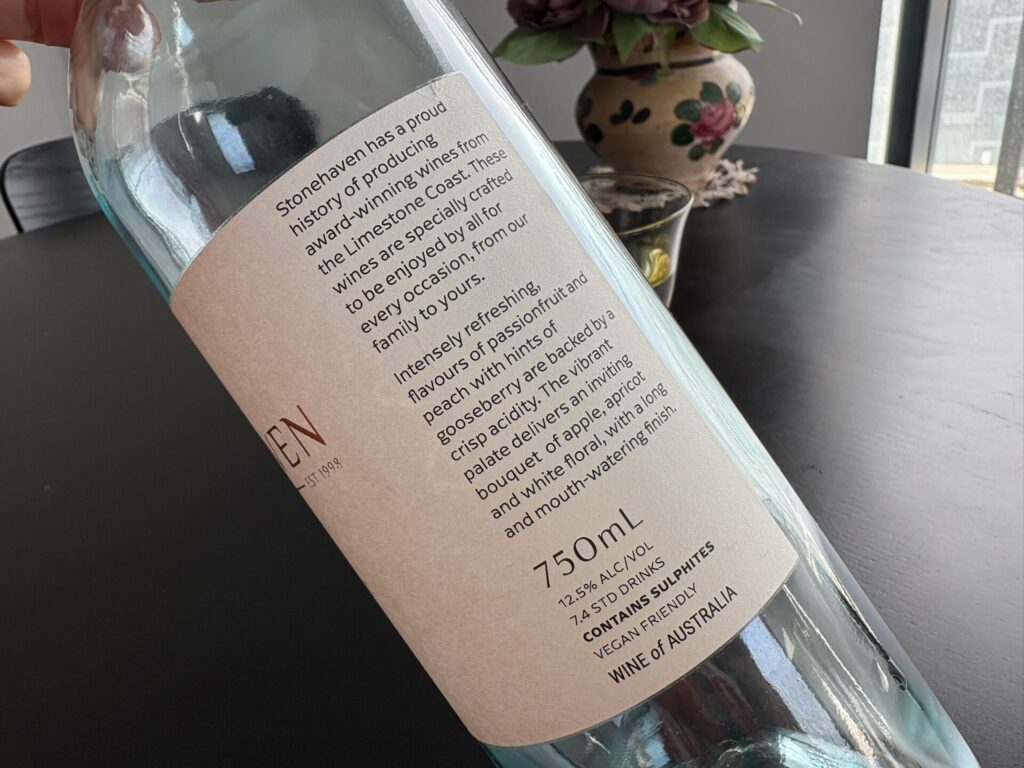 EN
EST 1998
Stonehaven has a proud
history of producing
award-winning wines from
the Limestone Coast. These
wines are specially crafted
to be enjoyed by all for
every occasion, from our
family to yours.
Intensely refreshing,
flavours of passionfruit and
peach with hints of
gooseberry are backed by a
crisp acidity. The vibrant
palate delivers an inviting
bouquet of apple, apricot
and white floral, with a long
and mouth-watering finish.
750mL
12.5% ALC/VOL
7.4 STD DRINKS
CONTAINS SULPHITES
VEGAN FRIENDLY
WINE of AUSTRALIA